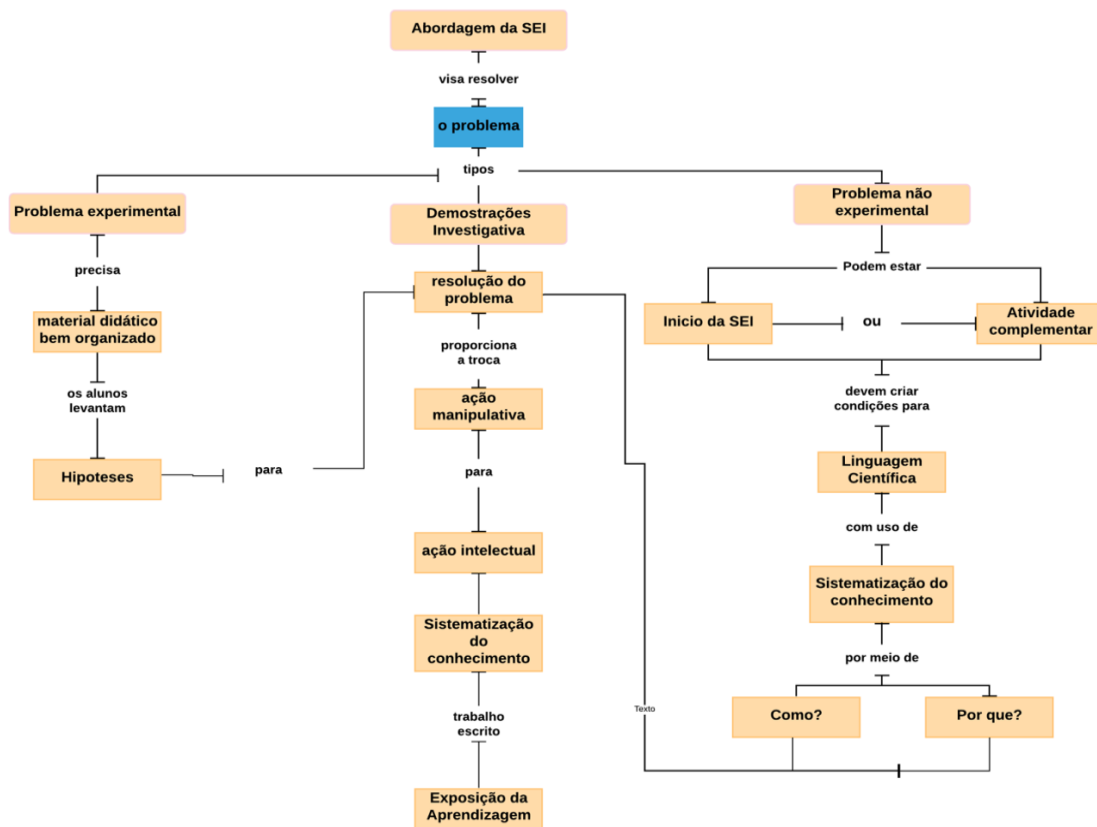 Abordagem da SEI
visa resolver
o problema
tipos
Problema experimental
Demostrações
Investigativa
Problema não
experimental
precisa
Podem estar
resolução do
problema
material didático
bem organizado
Inicio da SEI
ou
Atividade
complementar
proporciona
a troca
os alunos
levantam
ação
manipulativa
devem criar
condições para
Hipoteses
para
para
Linguagem
Científica
com uso de
ação intelectual
Sistematização do
conhecimento
Sistematização
do
conhecimento
por meio de
trabalho
escrito
Texto
Como?
Por que?
Exposição da
Aprendizagem